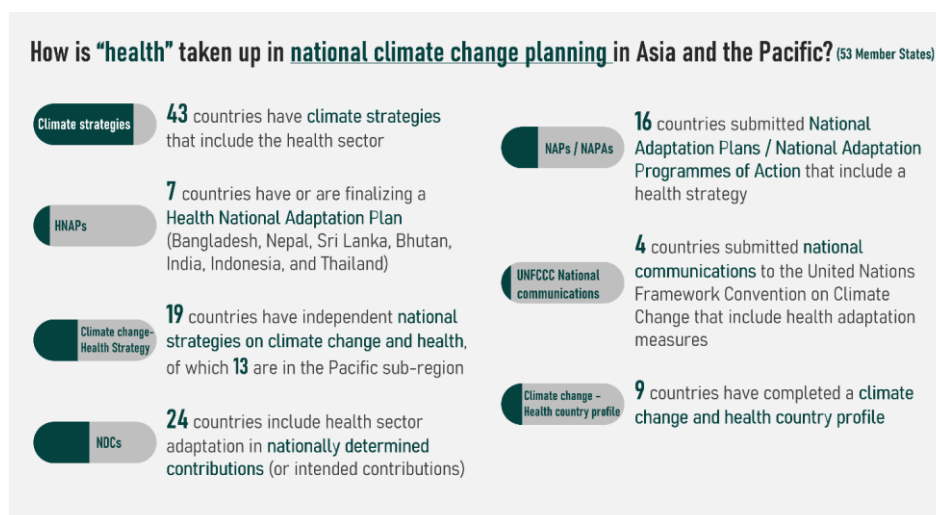 How is “health” taken up in national climate change planning in Asia and the Pacific? (53 Member States)
Climate strategies
43 countries have climate strategies
that include the health sector
HNAPs
7 countries have or are finalizing a
Health National Adaptation Plan
(Bangladesh, Nepal, Sri Lanka, Bhutan,
India, Indonesia, and Thailand)
Climate change-
Health Strategy
19 countries have independent national
strategies on climate change and health,
of which 13 are in the Pacific sub-region
NDCs
24 countries include health sector
adaptation in nationally determined
contributions (or intended contributions)
NAPs / NAPAs
16 countries submitted National
Adaptation Plans / National Adaptation
Programmes of Action that include a
health strategy
UNFCCC National
communications
4 countries submitted national
communications to the United Nations
Framework Convention on Climate
Change that include health adaptation
measures
Climate change –
Health country profile
9 countries have completed a climate
change and health country profile